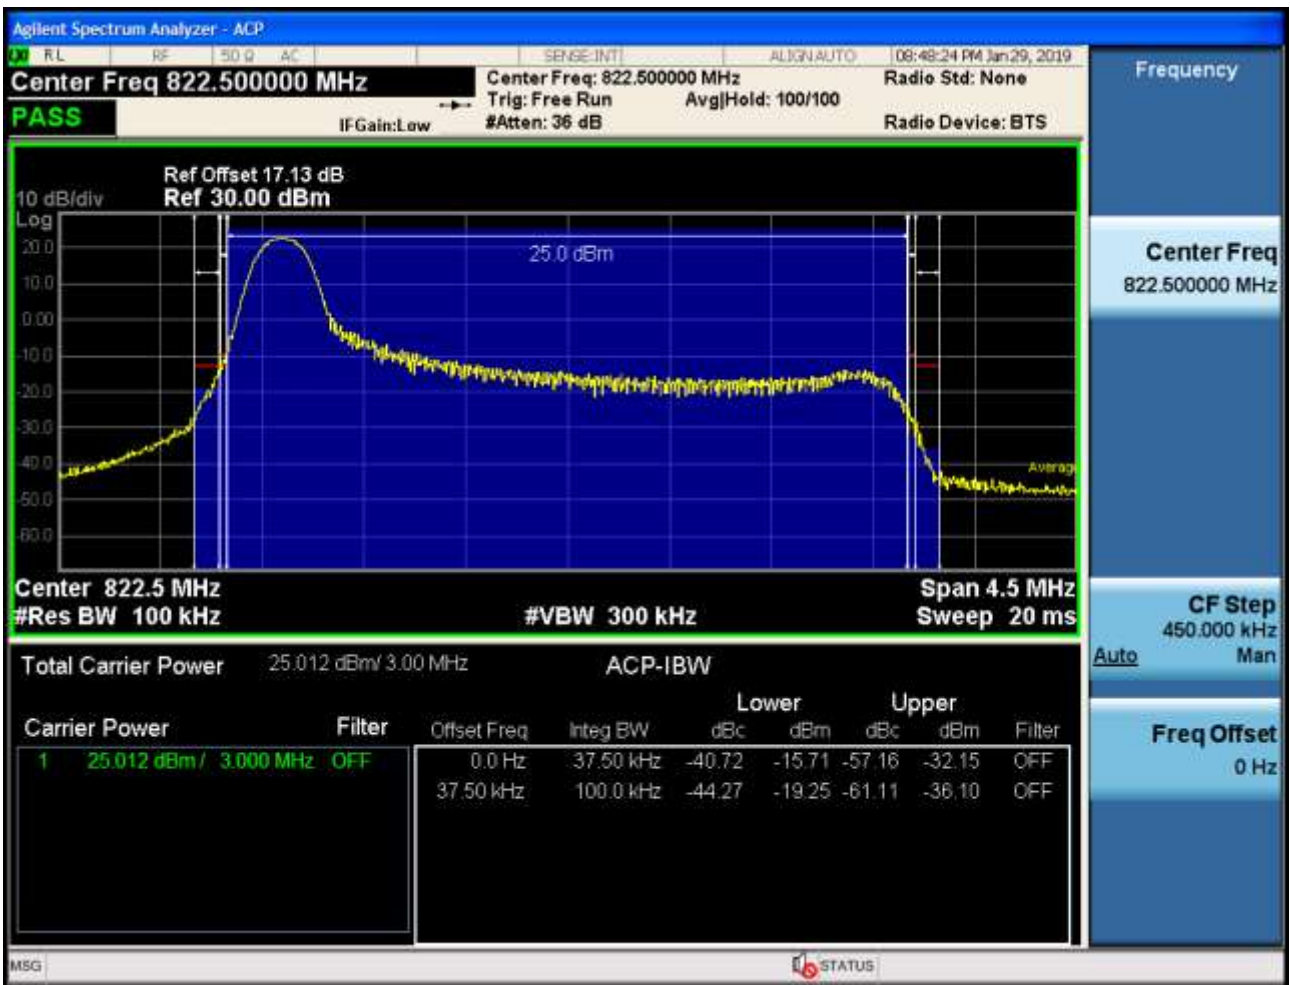 Agilent Spectrum Analyzer - ACP
RL RF 50 Ω AC SENSE:INT ALIGN AUTO 08:48:24 PM Jan 29, 2019
Center Freq 822.500000 MHz
Center Freq: 822.500000 MHz
Radio Std: None
Trig: Free Run Avg|Hold: 100/100
PASS
IFGain:Low
#Atten: 36 dB
Radio Device: BTS
Ref Offset 17.13 dB
10 dB/div Ref 30.00 dBm
Log
20.0
25.0 dBm
10.0
0.00
-10.0
-20.0
-30.0
-40.0
Average
-50.0
-60.0
Center 822.5 MHz Span 4.5 MHz
#Res BW 100 kHz #VBW 300 kHz Sweep 20 ms
Total Carrier Power 25.012 dBm/ 3.00 MHz ACP-IBW
Lower Upper
Carrier Power Filter Offset Freq Integ BW dBc dBm dBc dBm Filter
1 25.012 dBm / 3.000 MHz OFF 0.0 Hz 37.50 kHz -40.72 -15.71 -57.16 -32.15 OFF
37.50 kHz 100.0 kHz -44.27 -19.25 -61.11 -36.10 OFF
Frequency
Center Freq
822.500000 MHz
CF Step
450.000 kHz
Auto Man
Freq Offset
0 Hz
MSG STATUS